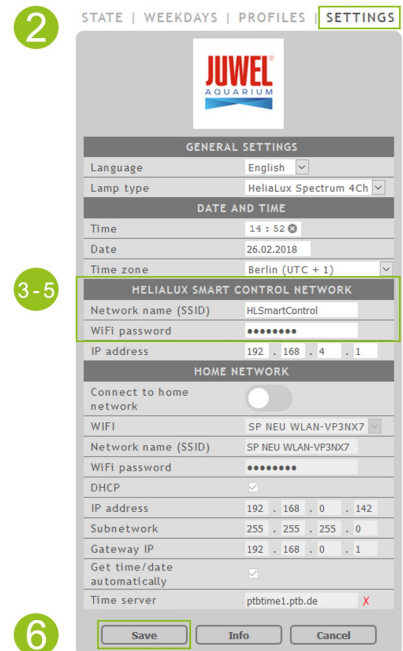 2
STATE | WEEKDAYS | PROFILES | SETTINGS
JUWEL
AQUARIUM
GENERAL SETTINGS
Language English
Lamp type HeliaLux Spectrum 4Ch
DATE AND TIME
Time 14 : 52
Date 26.02.2018
Time zone Berlin (UTC + 1)
3-5
HELIALUX SMART CONTROL NETWORK
Network name (SSID) HLSmartControl
WiFi password ●●●●●●●●
IP address 192 . 168 . 4 . 1
HOME NETWORK
Connect to home
network
WIFI SP NEU WLAN-VP3NX7
Network name (SSID) SP NEU WLAN-VP3NX7
WiFi password ●●●●●●●●
DHCP
IP address 192 . 168 . 0 . 142
Subnetwork 255 . 255 . 255 . 0
Gateway IP 192 . 168 . 0 . 1
Get time/date
automatically
Time server ptbtime1.ptb.de X
6
Save Info Cancel